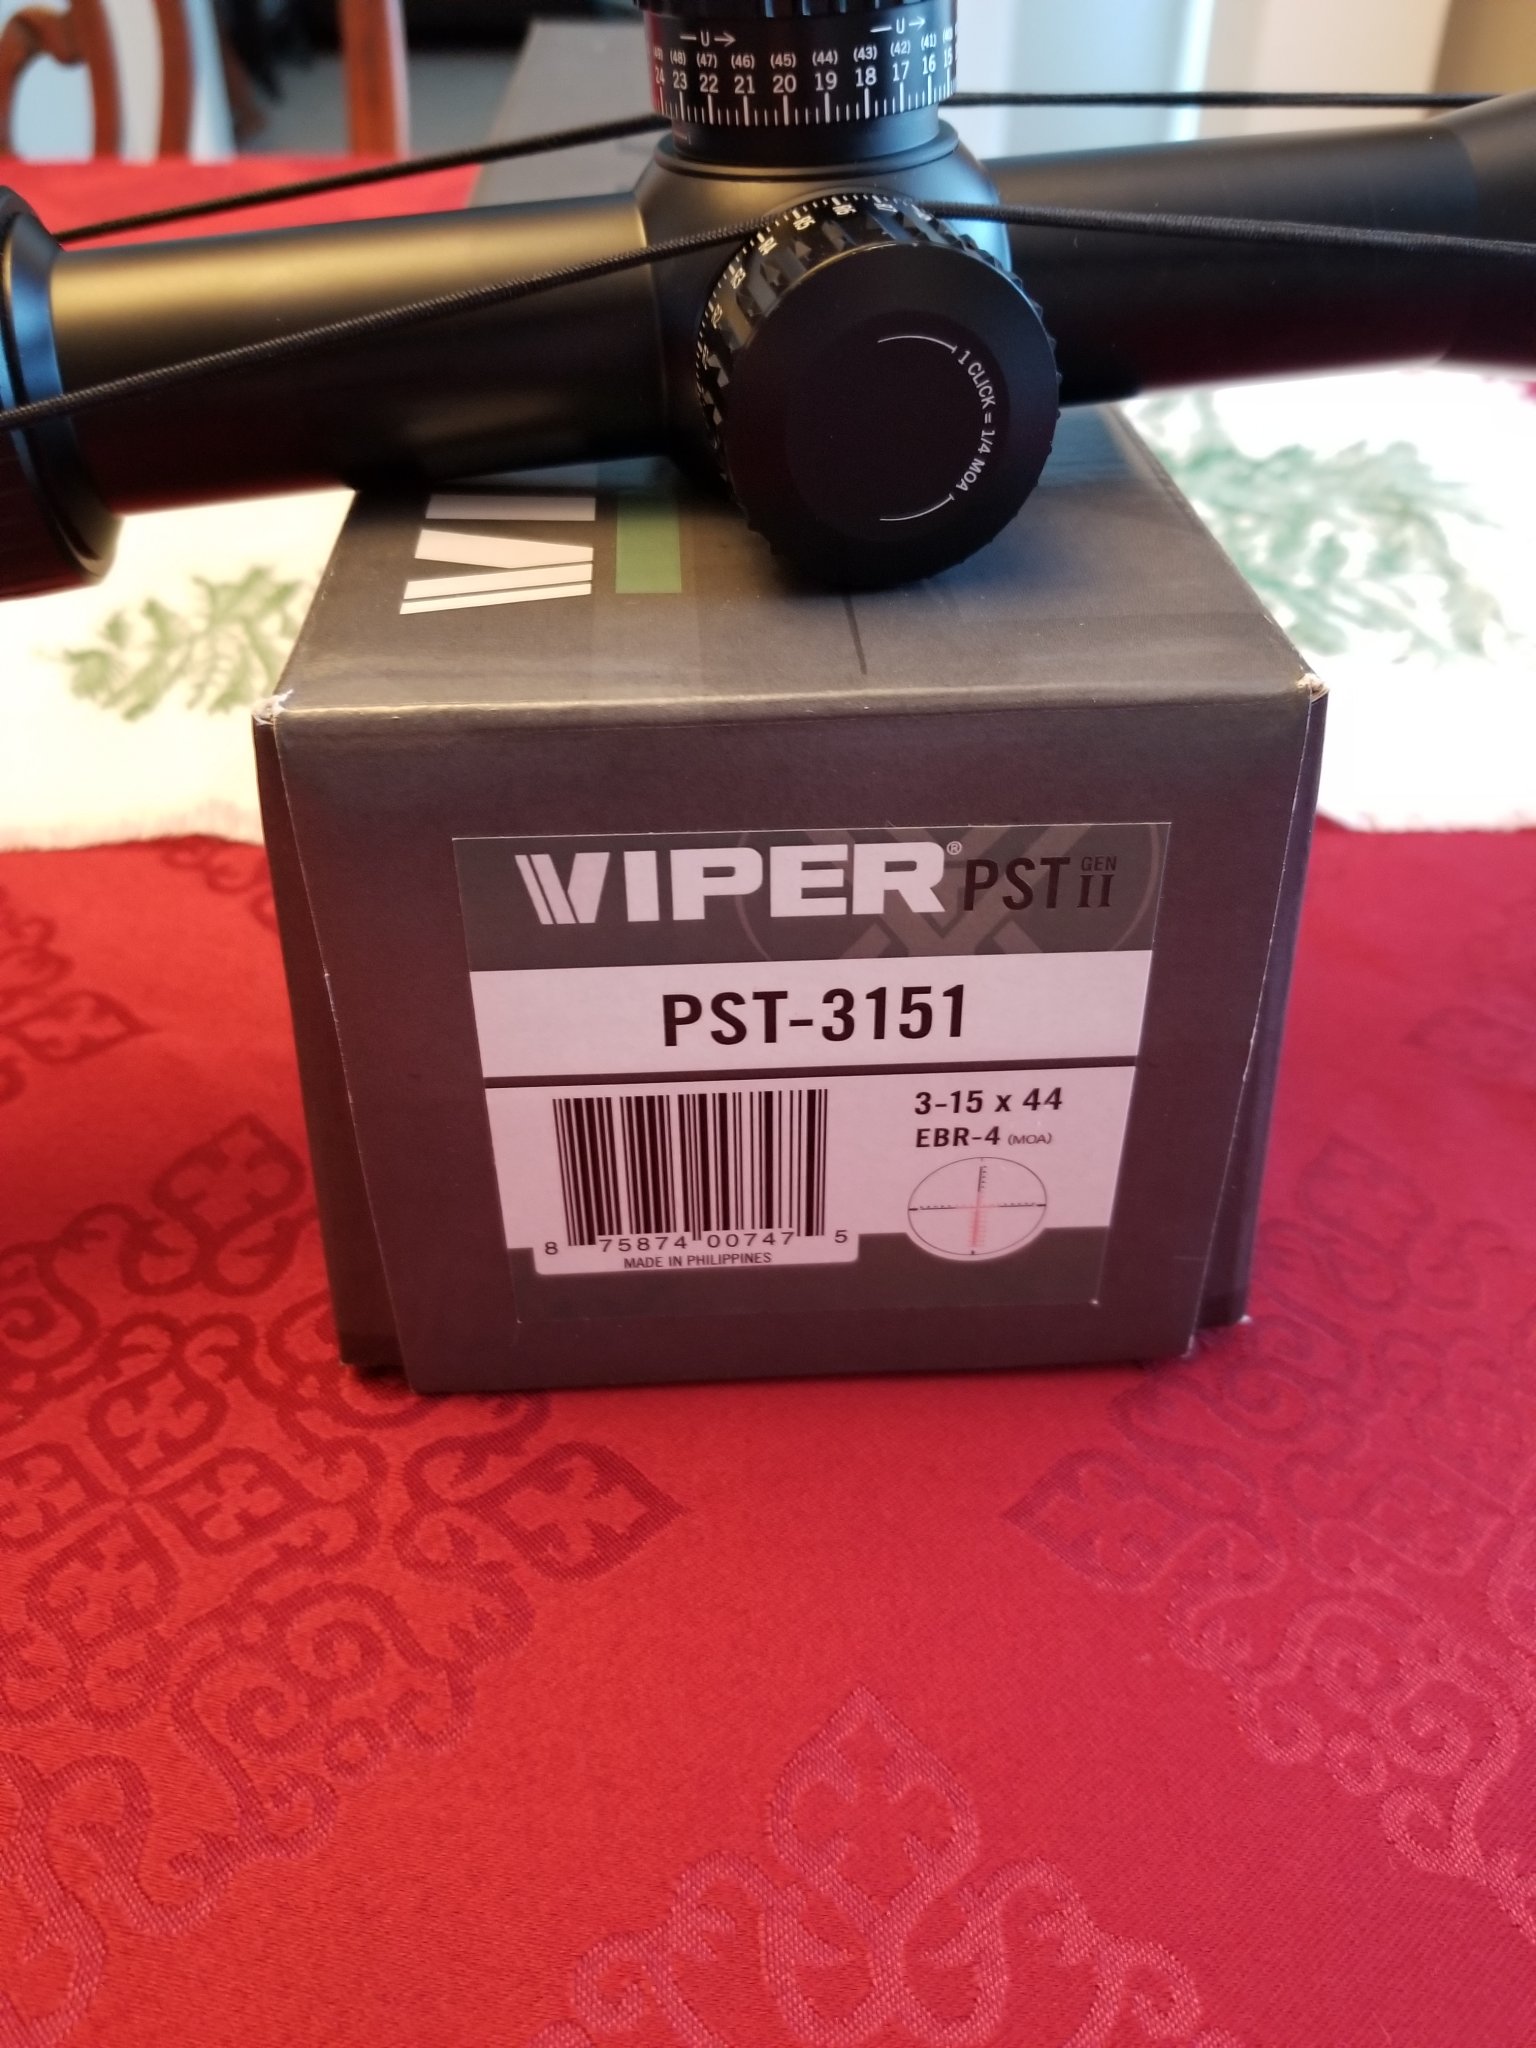 —U→ —U→
(48) (47) (46) (45) (44) (43) (42) (41)
24 23 22 21 20 19 18 17 16 15
1 CLICK = 1/4 MOA
VI
VIPER® PST GEN II
PST-3151
3-15 x 44
EBR-4 (MOA)
8 75874 00747 5
MADE IN PHILIPPINES